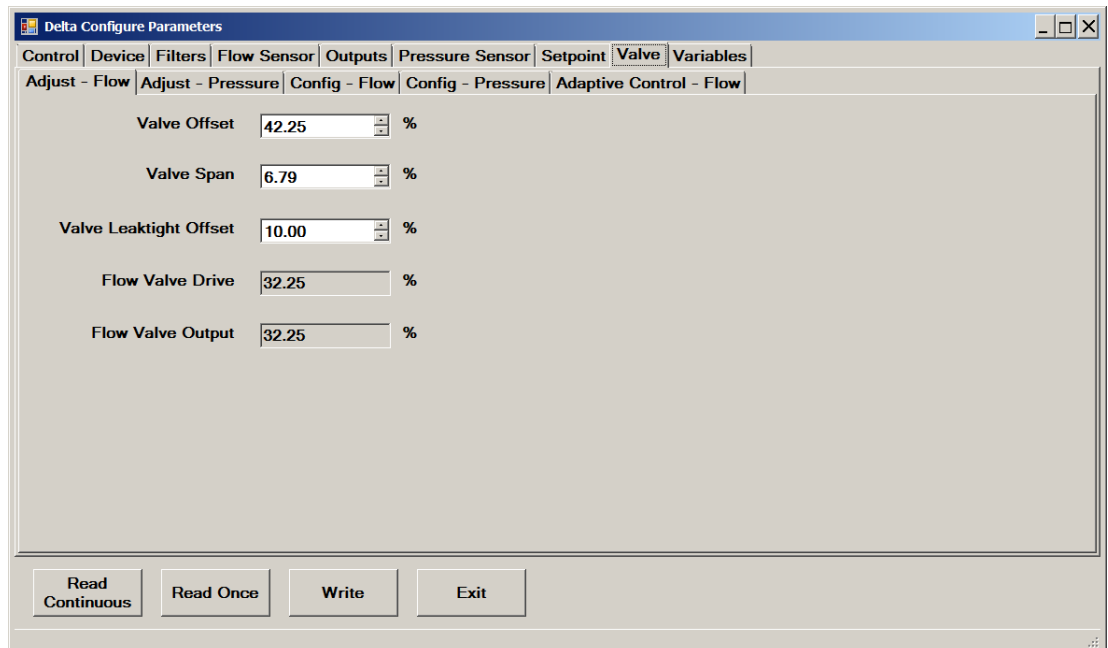 Delta Configure Parameters
Control Device Filters Flow Sensor Outputs Pressure Sensor Setpoint Valve Variables
Adjust - Flow Adjust - Pressure Config - Flow Config - Pressure Adaptive Control - Flow
Valve Offset 42.25 %
Valve Span 6.79 %
Valve Leaktight Offset 10.00 %
Flow Valve Drive 32.25 %
Flow Valve Output 32.25 %
Read
Continuous Read Once Write Exit